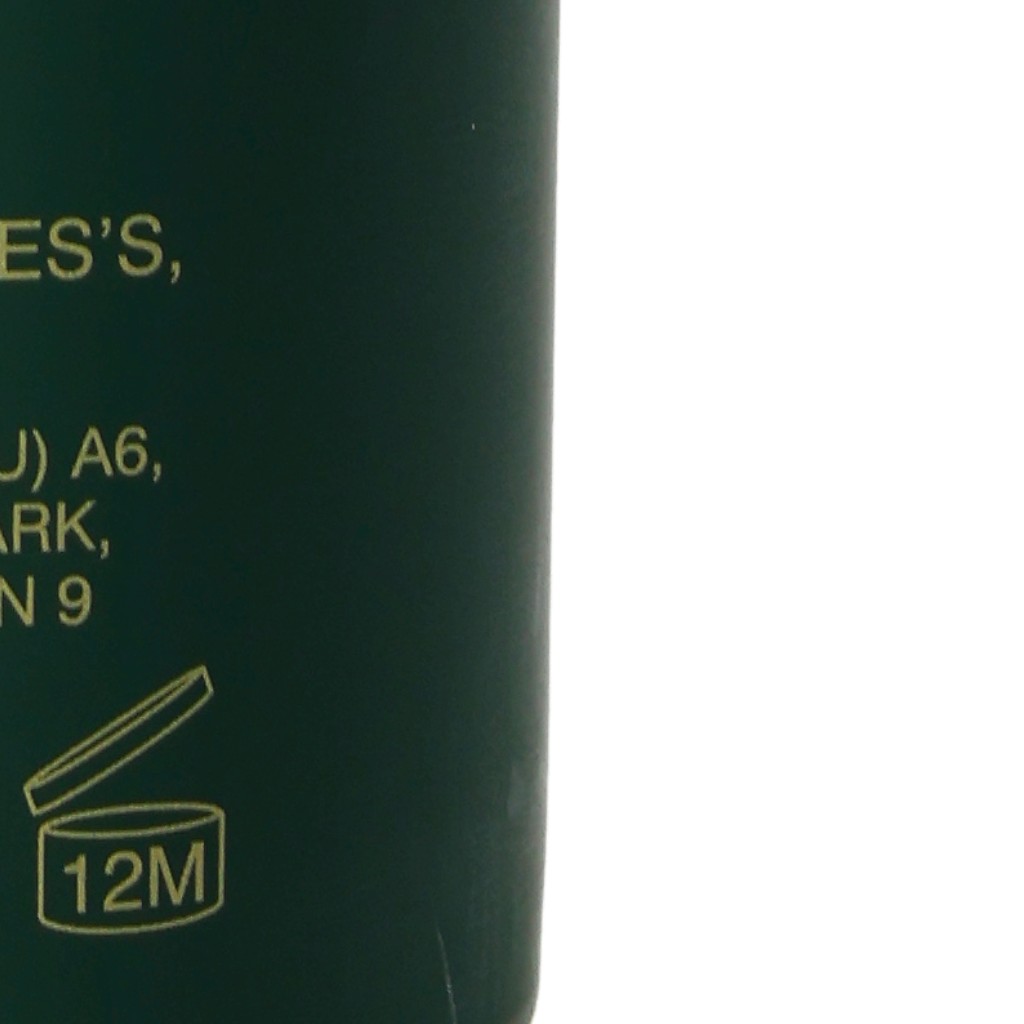 ES'S,
U) A6,
ARK,
N 9
12M